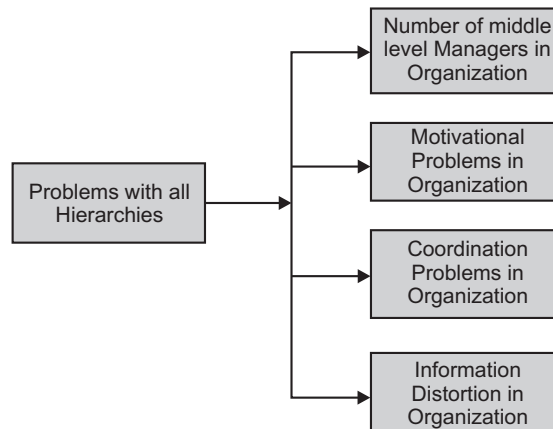 Number of middle
level Managers in
Organization
Motivational
Problems in
Organization
Problems with all
Hierarchies
Coordination
Problems in
Organization
Information
Distortion in
Organization